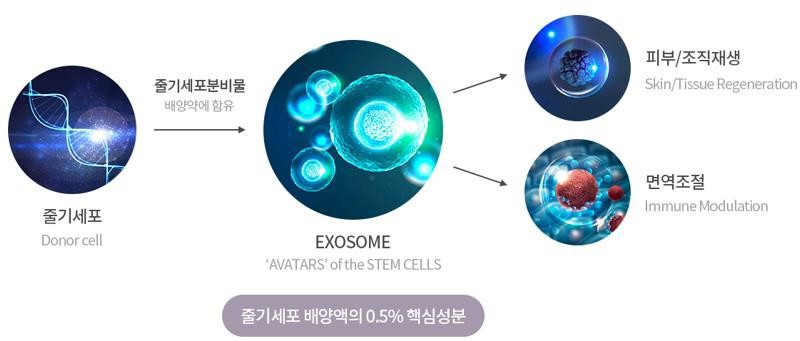 줄기세포
Donor cell
줄기세포분비물
배양약에 함유
EXOSOME
‘AVATARS’ of the STEM CELLS
피부/조직재생
Skin/Tissue Regeneration
면역조절
Immune Modulation
줄기세포 배양액의 0.5% 핵심성분